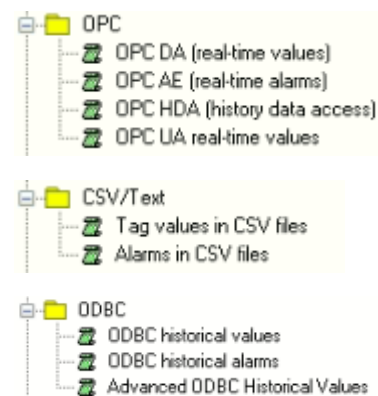 OPC
OPC DA (real-time values)
OPC AE (real-time alarms)
OPC HDA (history data access)
OPC UA real-time values
CSV/Text
Tag values in CSV files
Alarms in CSV files
ODBC
ODBC historical values
ODBC historical alarms
Advanced ODBC Historical Values